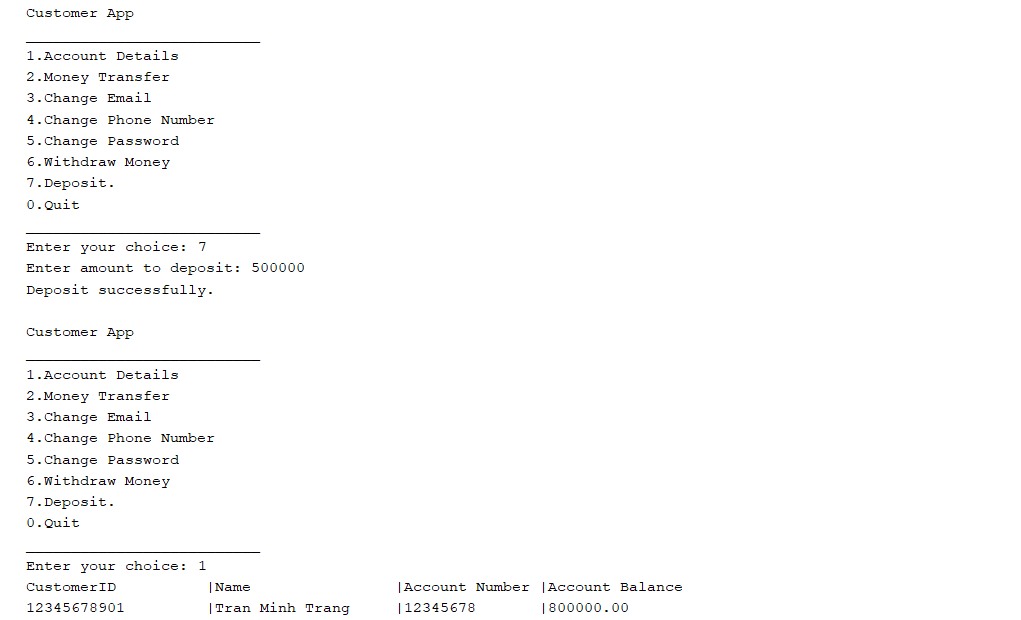 Customer App
__________________________
1.Account Details
2.Money Transfer
3.Change Email
4.Change Phone Number
5.Change Password
6.Withdraw Money
7.Deposit.
0.Quit
__________________________
Enter your choice: 7
Enter amount to deposit: 500000
Deposit successfully.
Customer App
__________________________
1.Account Details
2.Money Transfer
3.Change Email
4.Change Phone Number
5.Change Password
6.Withdraw Money
7.Deposit.
0.Quit
__________________________
Enter your choice: 1
CustomerID |Name |Account Number |Account Balance
12345678901 |Tran Minh Trang |12345678 |800000.00